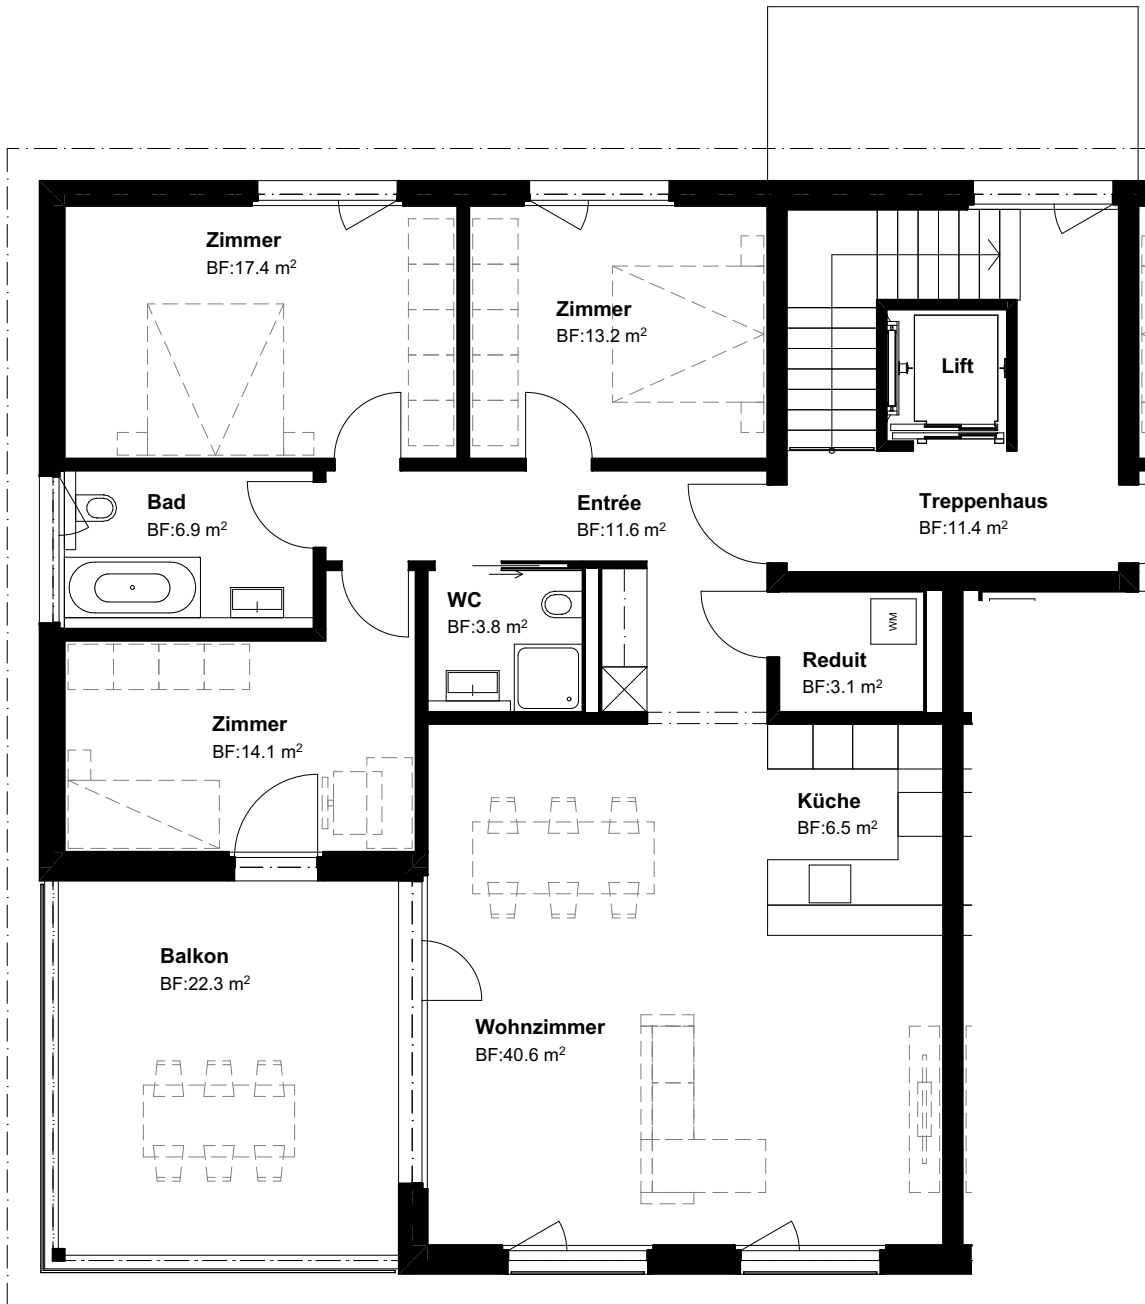 Zimmer
BF:17.4 m²
Zimmer
BF:13.2 m²
Lift
Bad
BF:6.9 m²
Entrée
BF:11.6 m²
Treppenhaus
BF:11.4 m²
WC
BF:3.8 m²
WM
Reduit
BF:3.1 m²
Zimmer
BF:14.1 m²
Küche
BF:6.5 m²
Balkon
BF:22.3 m²
Wohnzimmer
BF:40.6 m²